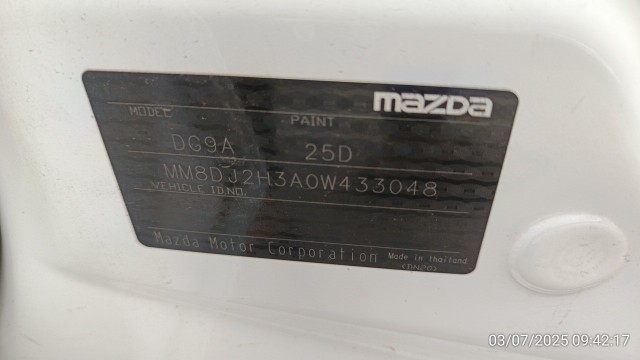 mazda
MODEL PAINT
DG9A 25D
MM8DJ2H3A0W433048
VEHICLE ID.NO.
Mazda Motor Corporation Made in thailand
<DN20>
03/07/2025 09:42:17